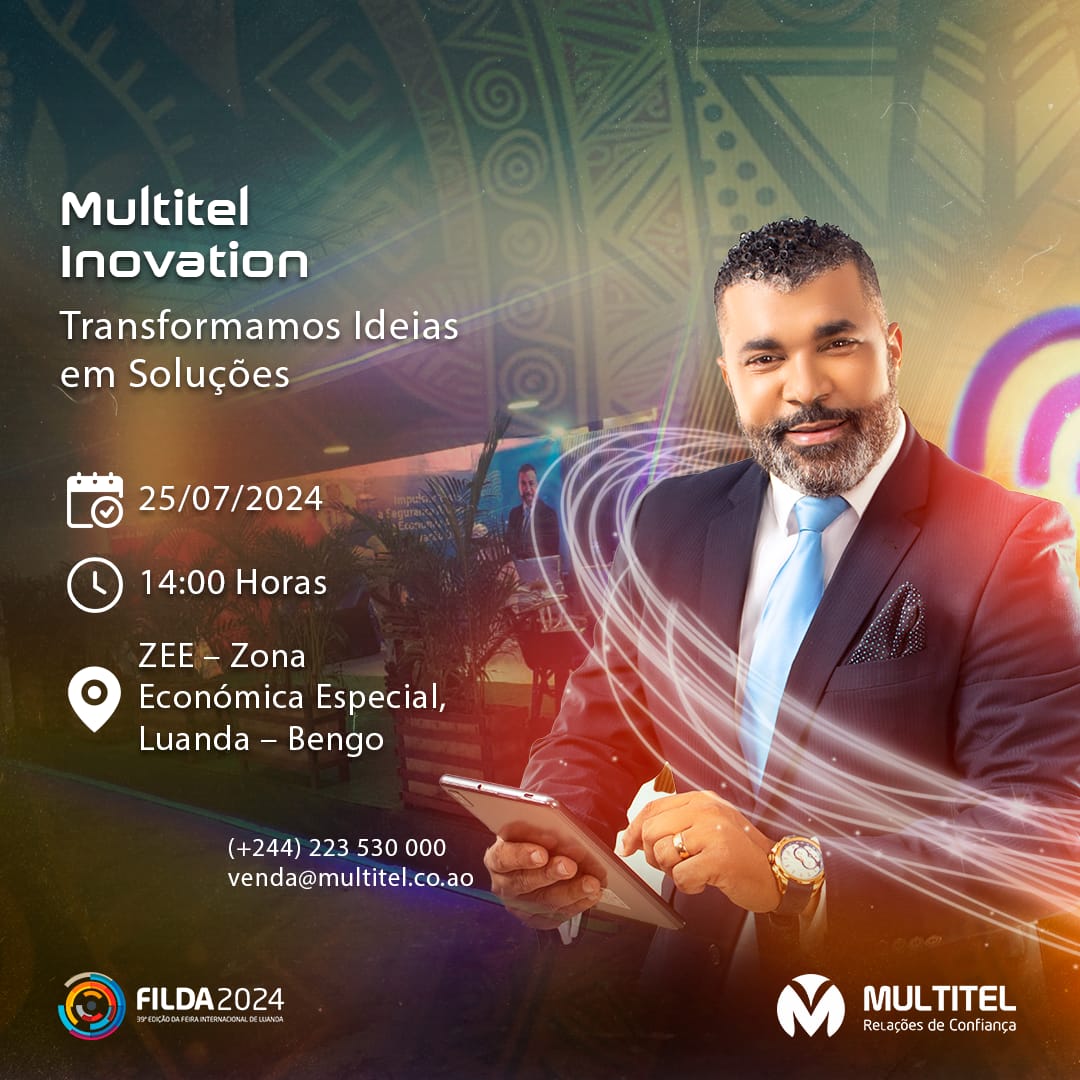 Multitel
Inovation
Transformamos Ideias
em Soluções
25/07/2024
14:00 Horas
ZEE – Zona
Económica Especial,
Luanda – Bengo
(+244) 223 530 000
venda@multitel.co.ao
FILDA2024
39ª EDIÇÃO DA FEIRA INTERNACIONAL DE LUANDA
MULTITEL
Relações de Confiança